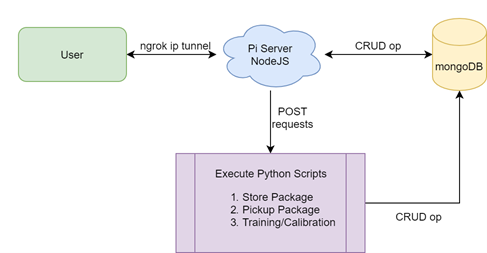 User
ngrok ip tunnel
Pi Server
NodeJS
CRUD op
mongoDB
POST
requests
Execute Python Scripts
1. Store Package
2. Pickup Package
3. Training/Calibration
CRUD op